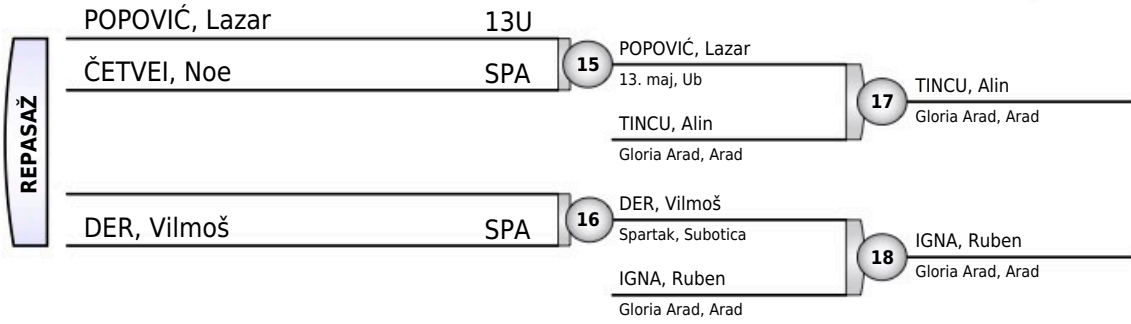 POPOVIĆ, Lazar 13U
ČETVEI, Noe SPA
15
POPOVIĆ, Lazar
13. maj, Ub
17
TINCU, Alin
Gloria Arad, Arad
TINCU, Alin
Gloria Arad, Arad
REPASAŽ
DER, Vilmoš SPA
16
DER, Vilmoš
Spartak, Subotica
18
IGNA, Ruben
Gloria Arad, Arad
IGNA, Ruben
Gloria Arad, Arad